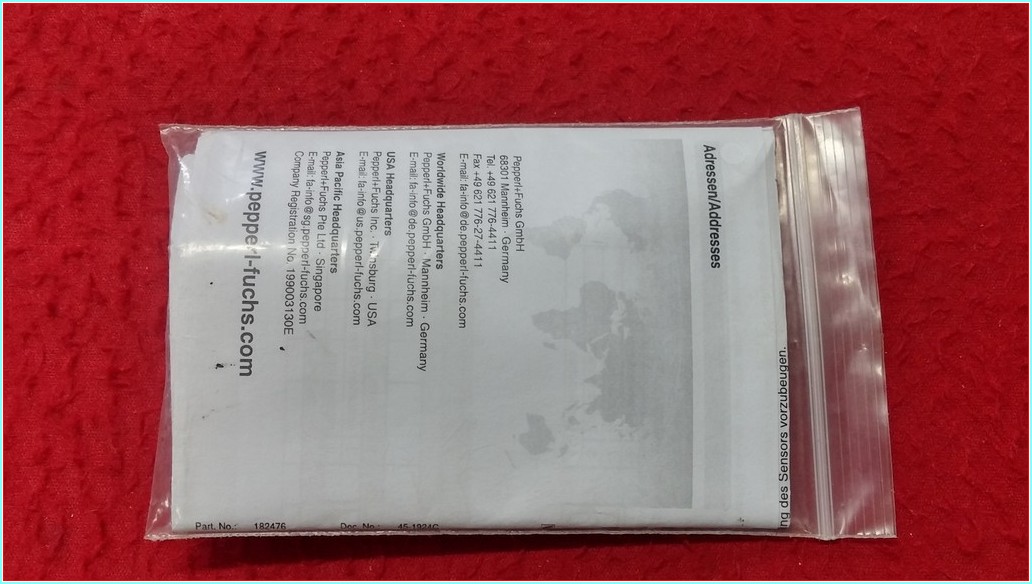 Adressen/Addresses
Pepperl+Fuchs GmbH
68301 Mannheim · Germany
Tel. +49 621 776-4411
Fax +49 621 776-27-4411
E-mail: fa-info@de.pepperl-fuchs.com
Worldwide Headquarters
Pepperl+Fuchs GmbH · Mannheim · Germany
E-mail: fa-info@de.pepperl-fuchs.com
USA Headquarters
Pepperl+Fuchs Inc. · Twinsburg · USA
E-mail: fa-info@us.pepperl-fuchs.com
Asia Pacific Headquarters
Pepperl+Fuchs Pte Ltd · Singapore
E-mail: fa-info@sg.pepperl-fuchs.com
Company Registration No. 199003130E
www.pepperl-fuchs.com
Part. No.: 182476 Doc. No.: 45-1924C
des Sensors vorzubeugen.